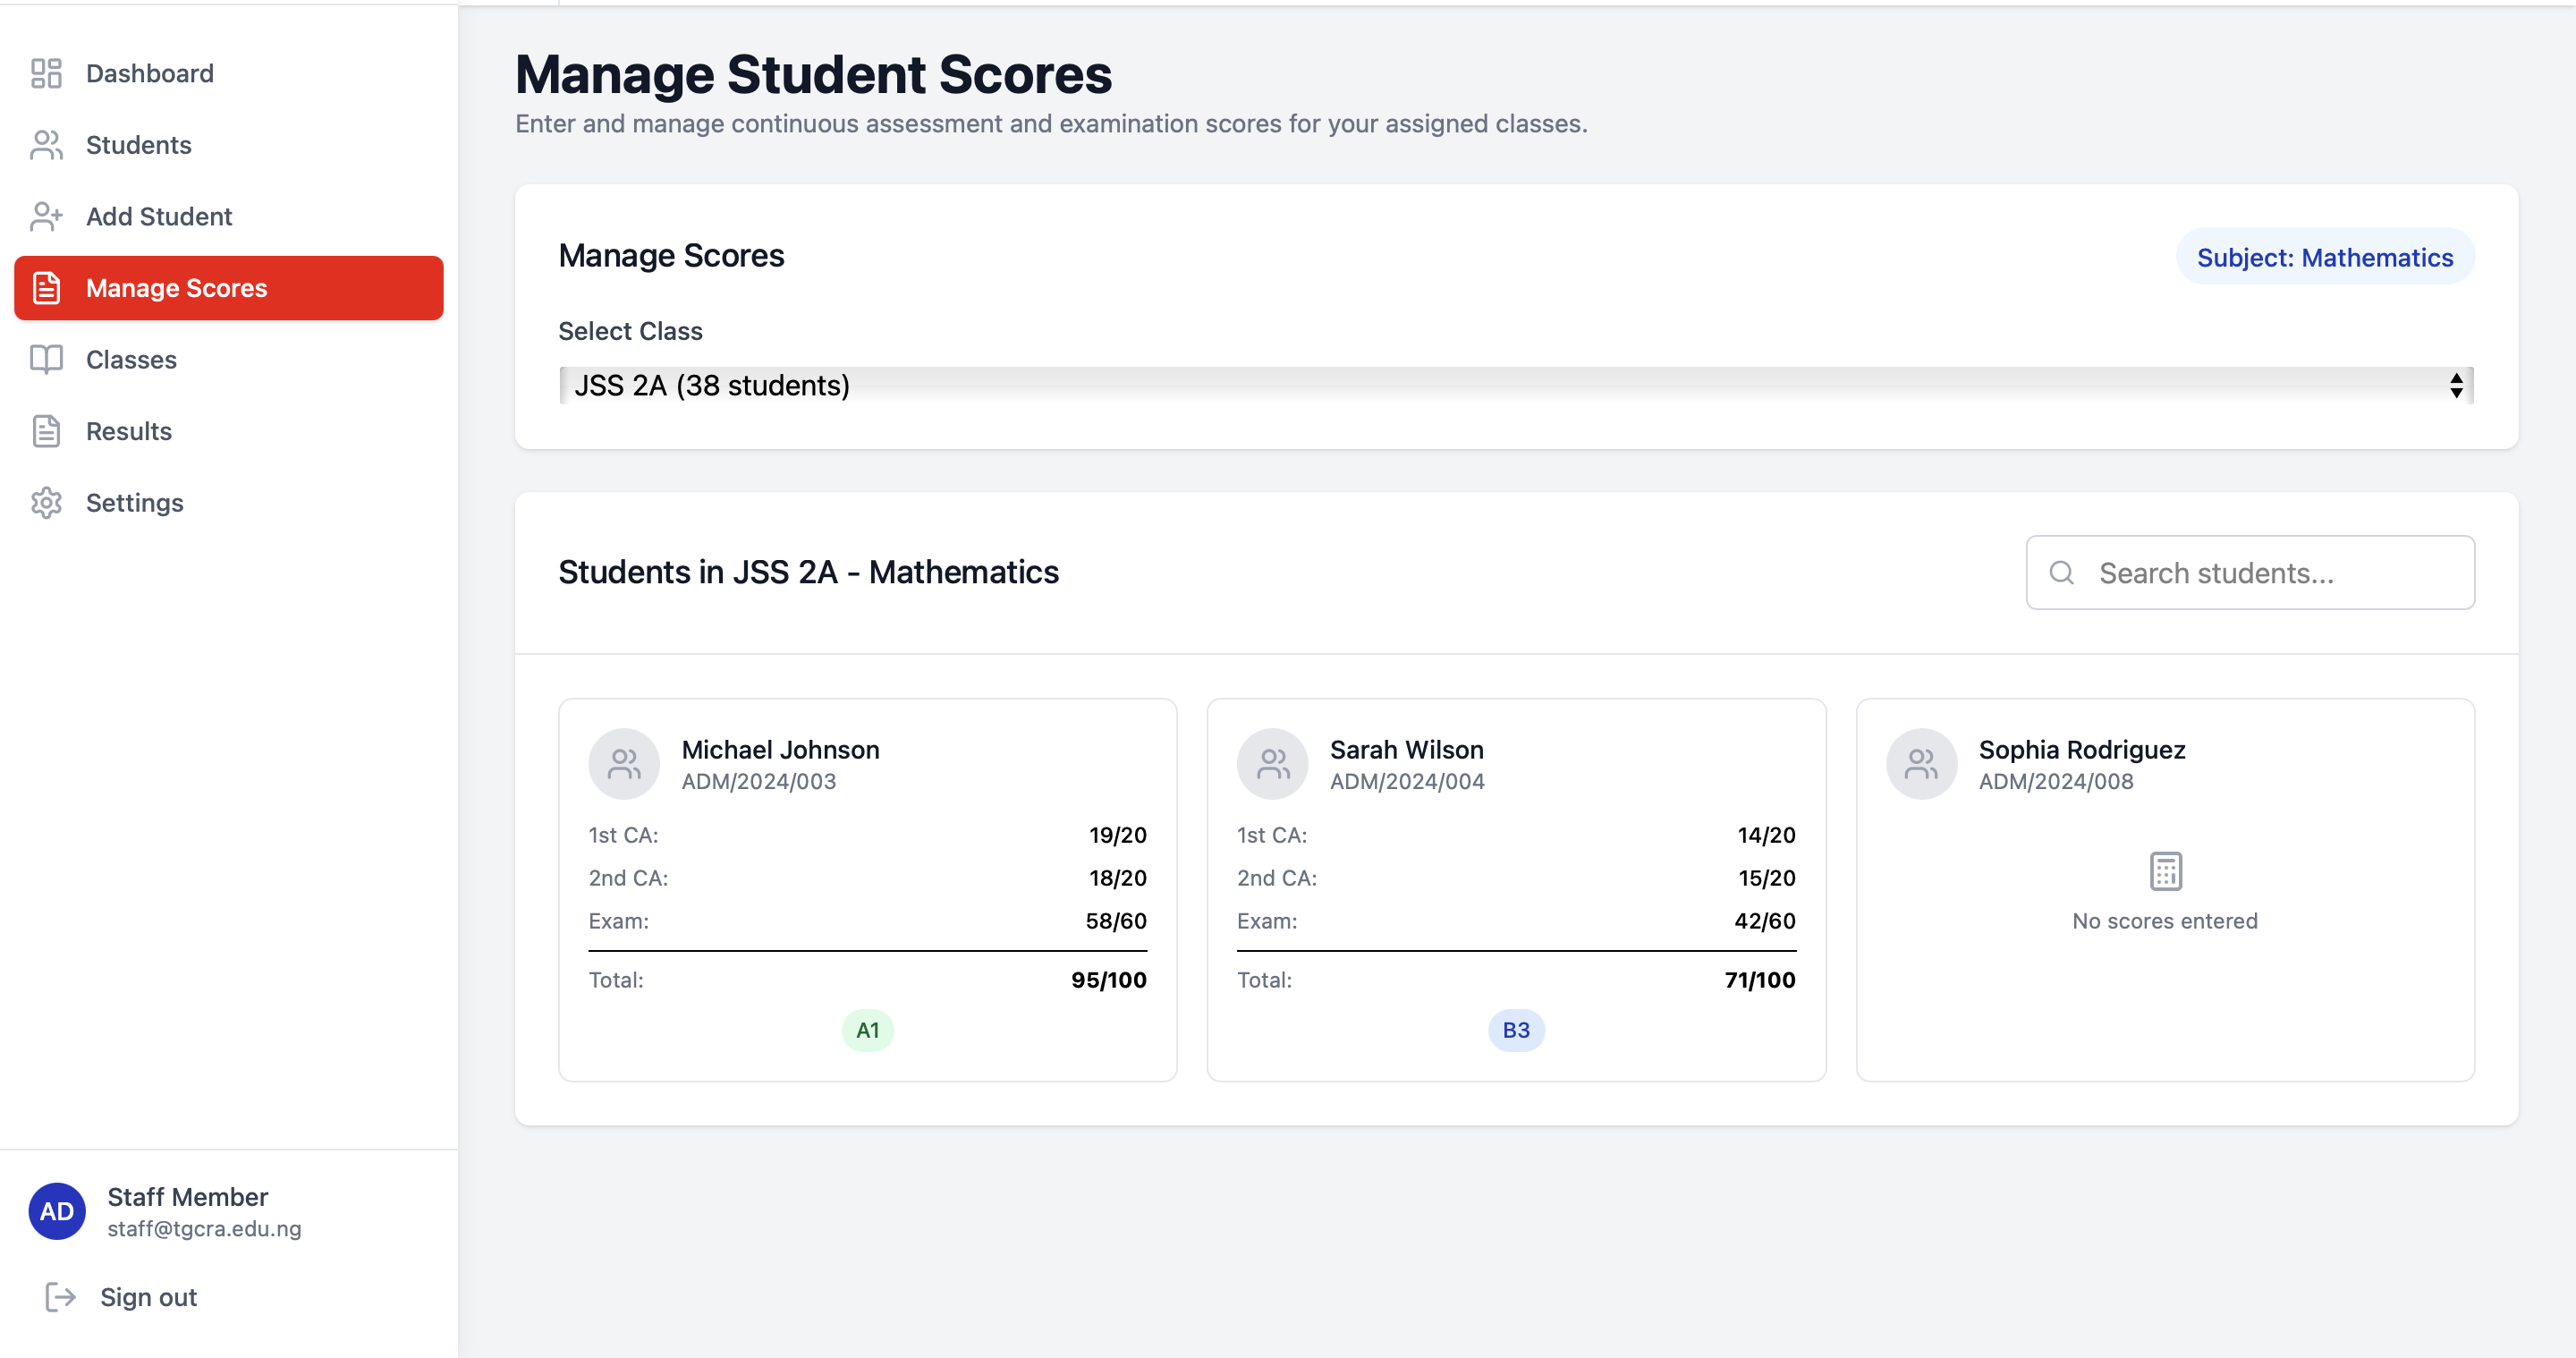 Dashboard
Students
Add Student
Manage Scores
Classes
Results
Settings
AD
Staff Member
staff@tgcra.edu.ng
Sign out
Manage Student Scores
Enter and manage continuous assessment and examination scores for your assigned classes.
Manage Scores
Subject: Mathematics
Select Class
JSS 2A (38 students)
Students in JSS 2A - Mathematics
Search students...
Michael Johnson
ADM/2024/003
1st CA: 19/20
2nd CA: 18/20
Exam: 58/60
Total: 95/100
A1
Sarah Wilson
ADM/2024/004
1st CA: 14/20
2nd CA: 15/20
Exam: 42/60
Total: 71/100
B3
Sophia Rodriguez
ADM/2024/008
No scores entered